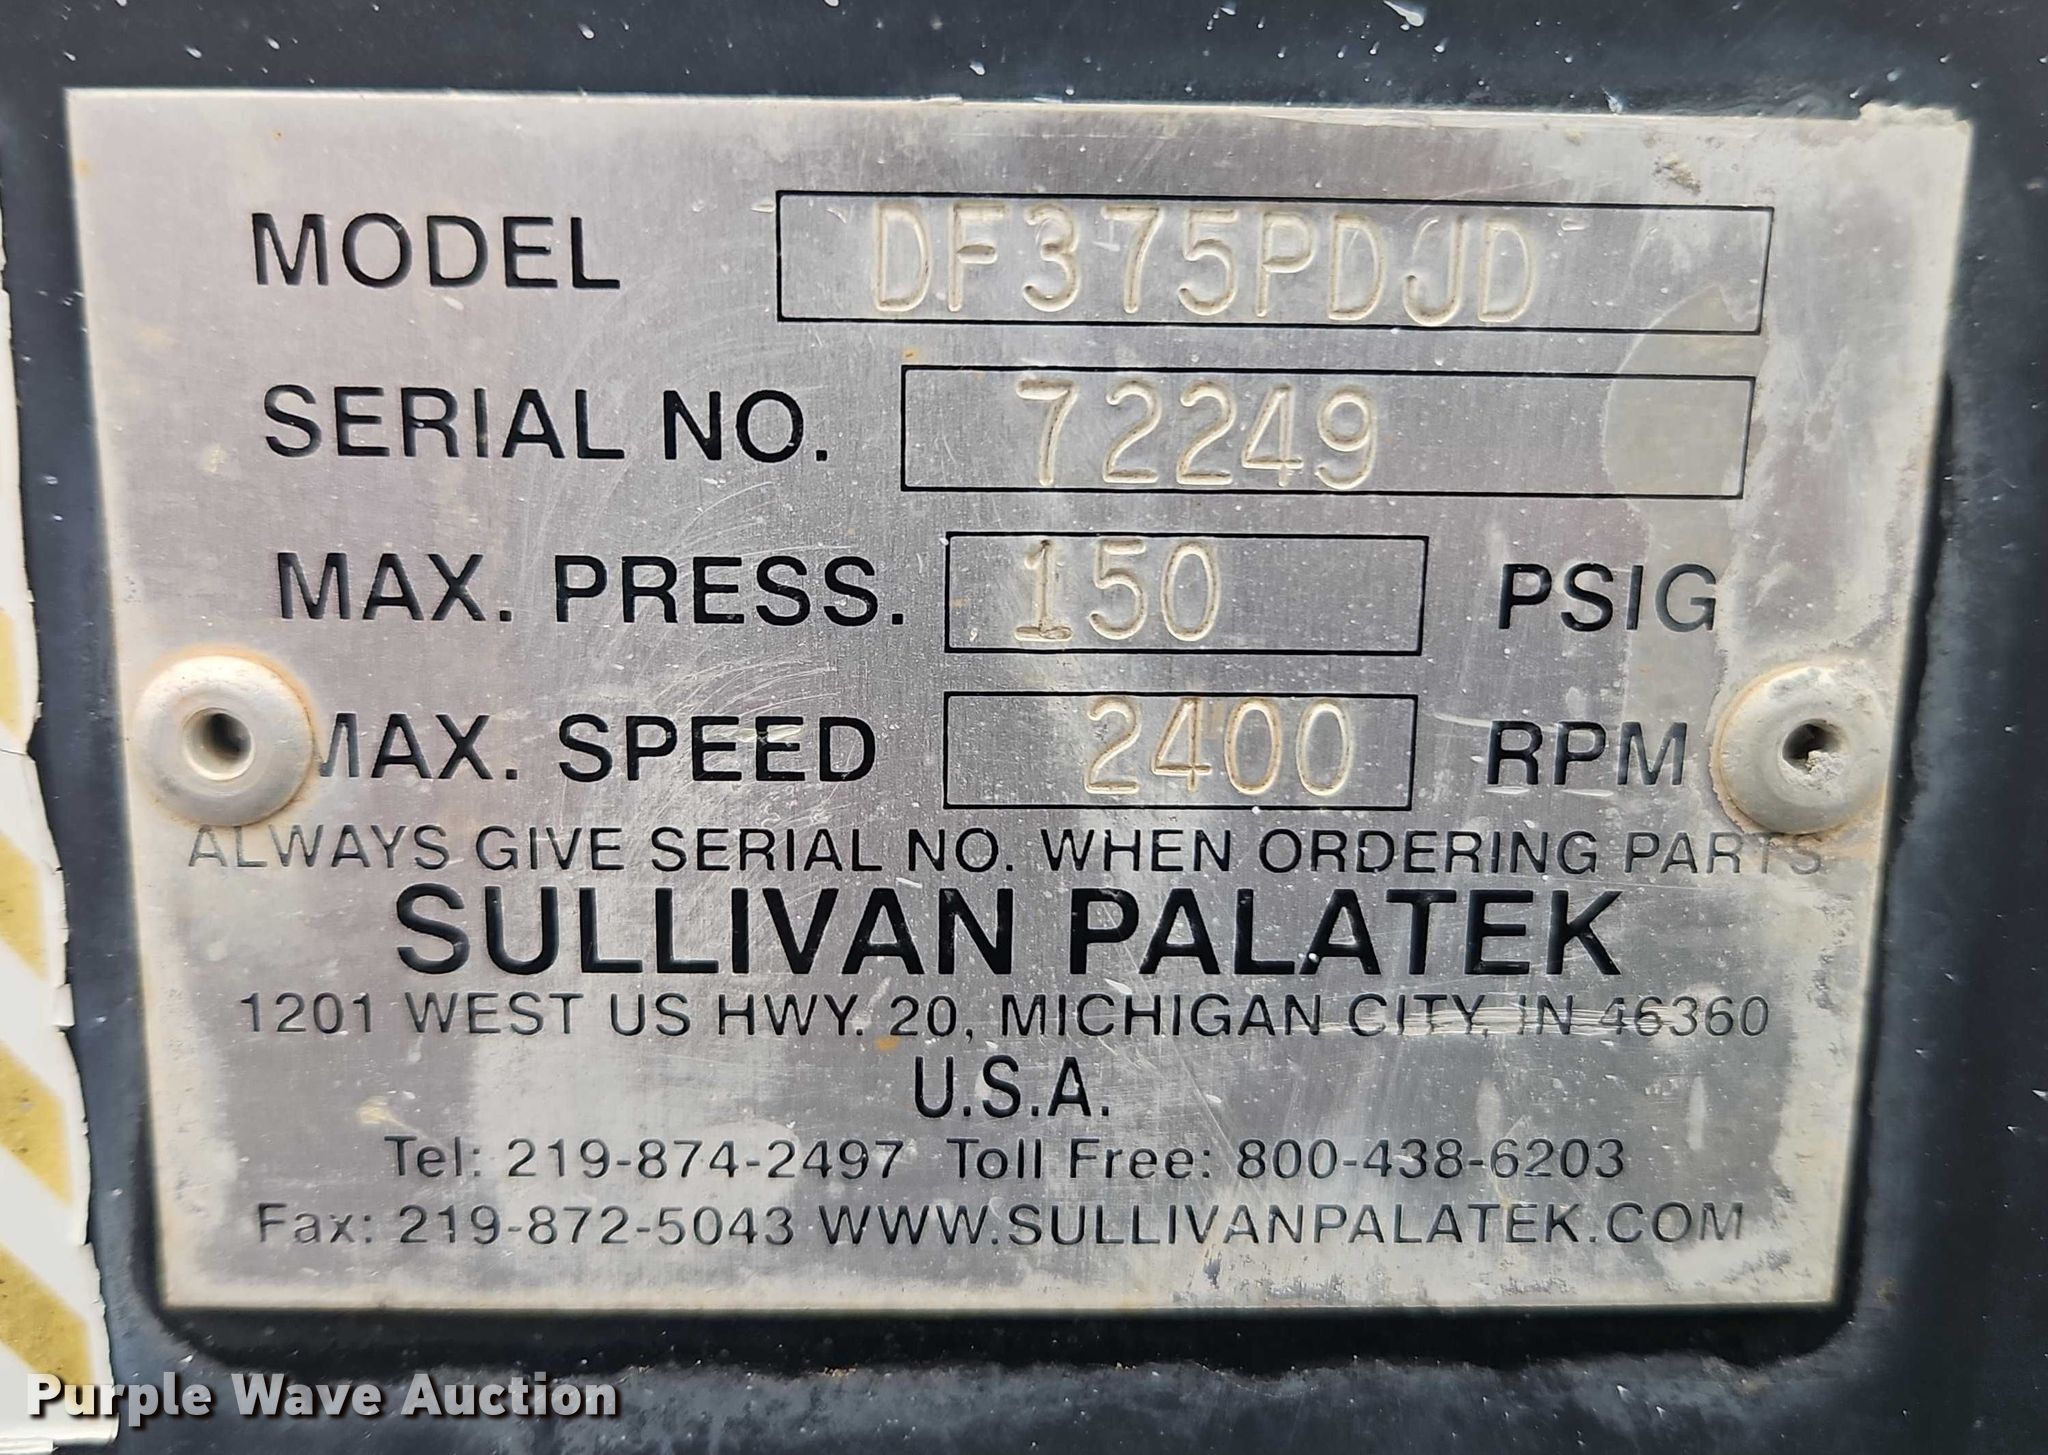 MODEL DF375PDJD
SERIAL NO. 72249
MAX. PRESS. 150 PSIG
MAX. SPEED 2400 RPM
ALWAYS GIVE SERIAL NO. WHEN ORDERING PARTS
SULLIVAN PALATEK
1201 WEST US HWY. 20, MICHIGAN CITY, IN 46360
U.S.A.
Tel: 219-874-2497 Toll Free: 800-438-6203
Fax: 219-872-5043 WWW.SULLIVANPALATEK.COM
Purple Wave Auction